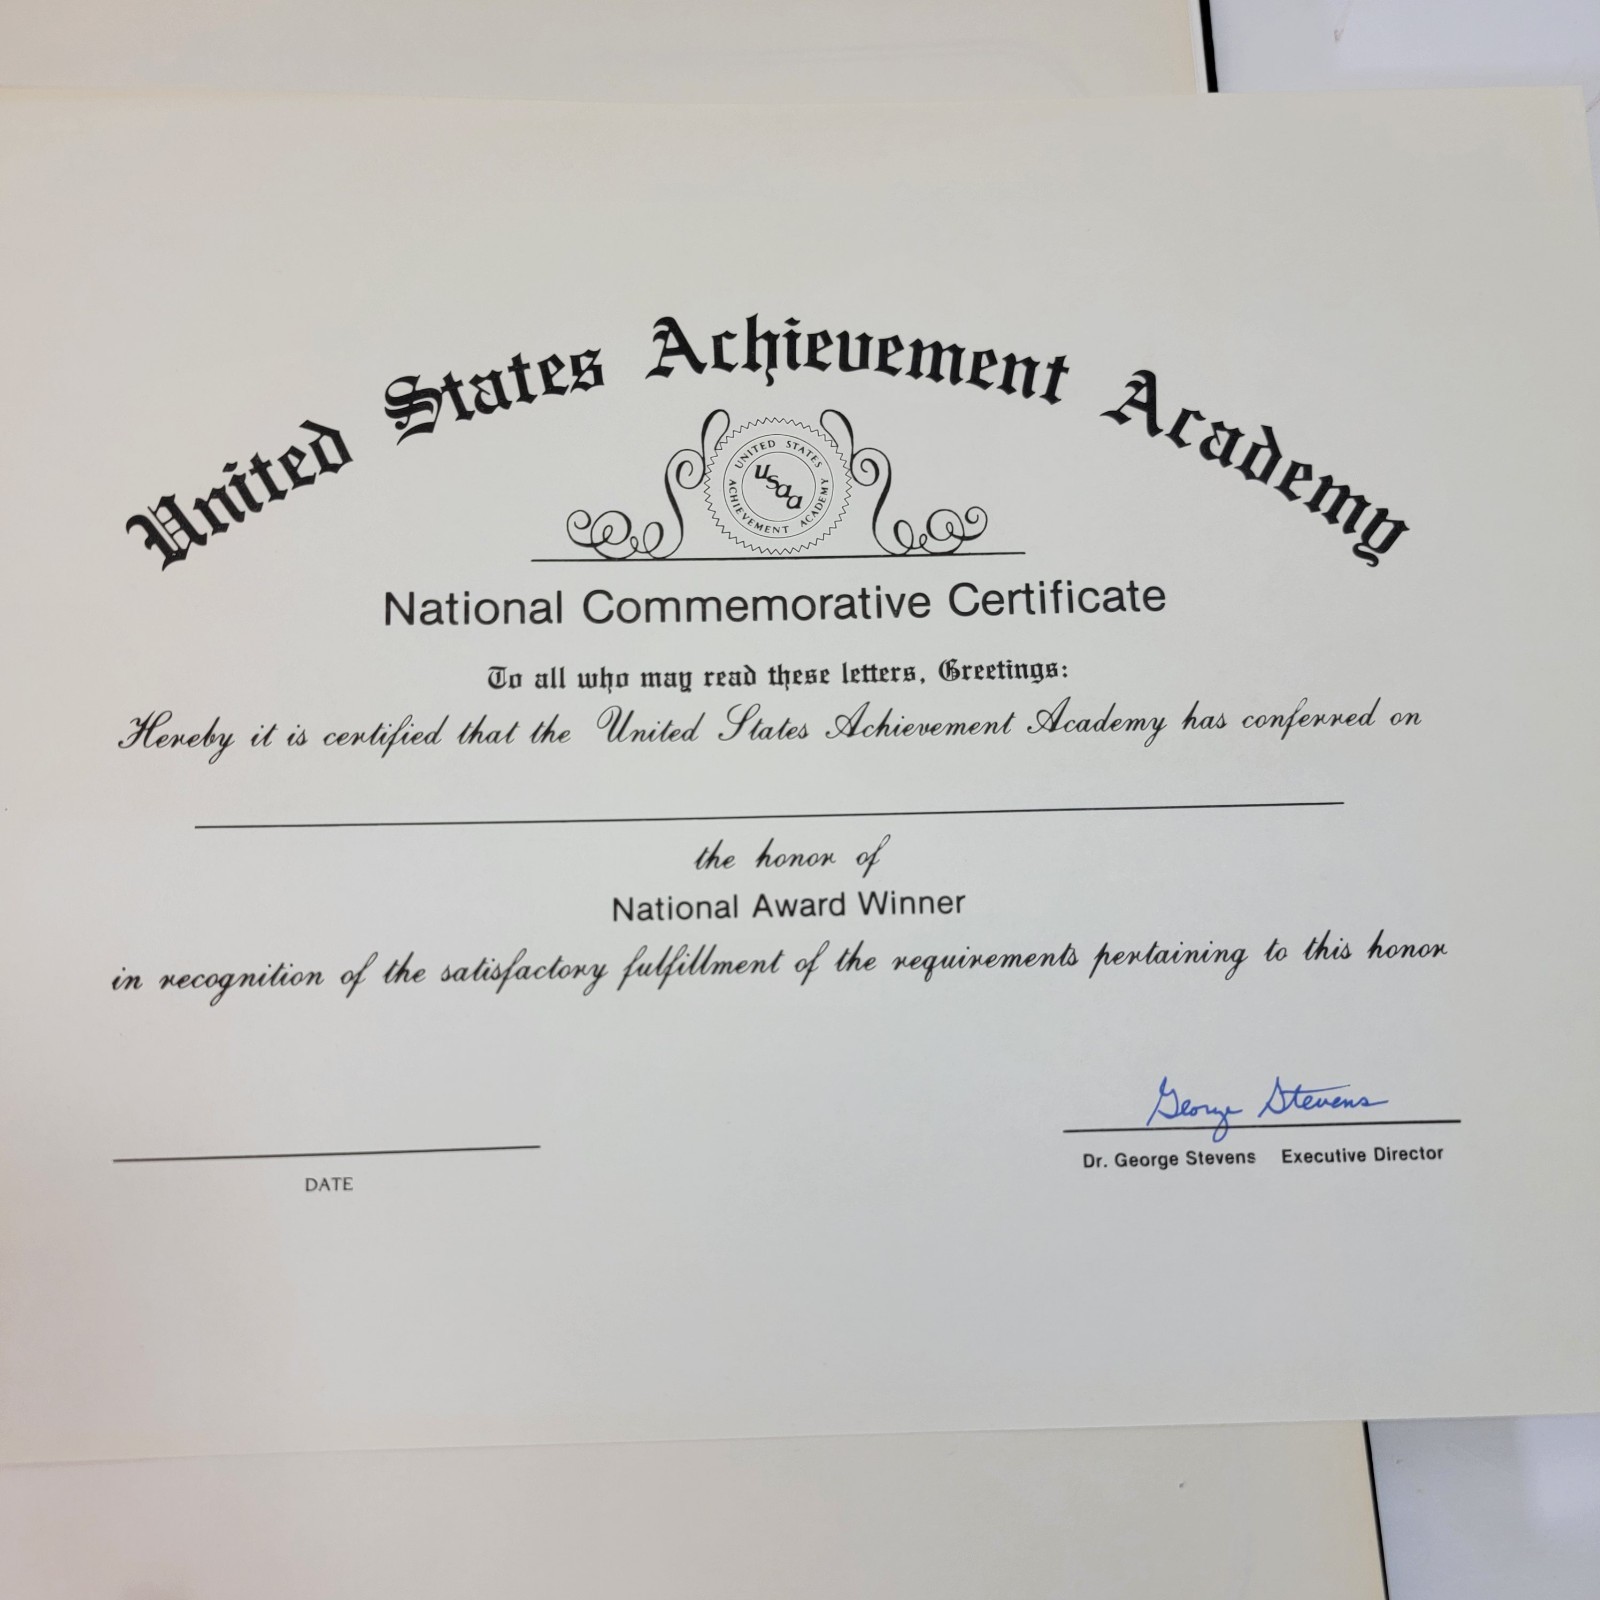 United States Achievement Academy
UNITED STATES
usaa
ACHIEVEMENT ACADEMY
National Commemorative Certificate
To all who may read these letters, Greetings:
Hereby it is certified that the United States Achievement Academy has conferred on
the honor of
National Award Winner
in recognition of the satisfactory fulfillment of the requirements pertaining to this honor
George Stevens
Dr. George Stevens Executive Director
DATE